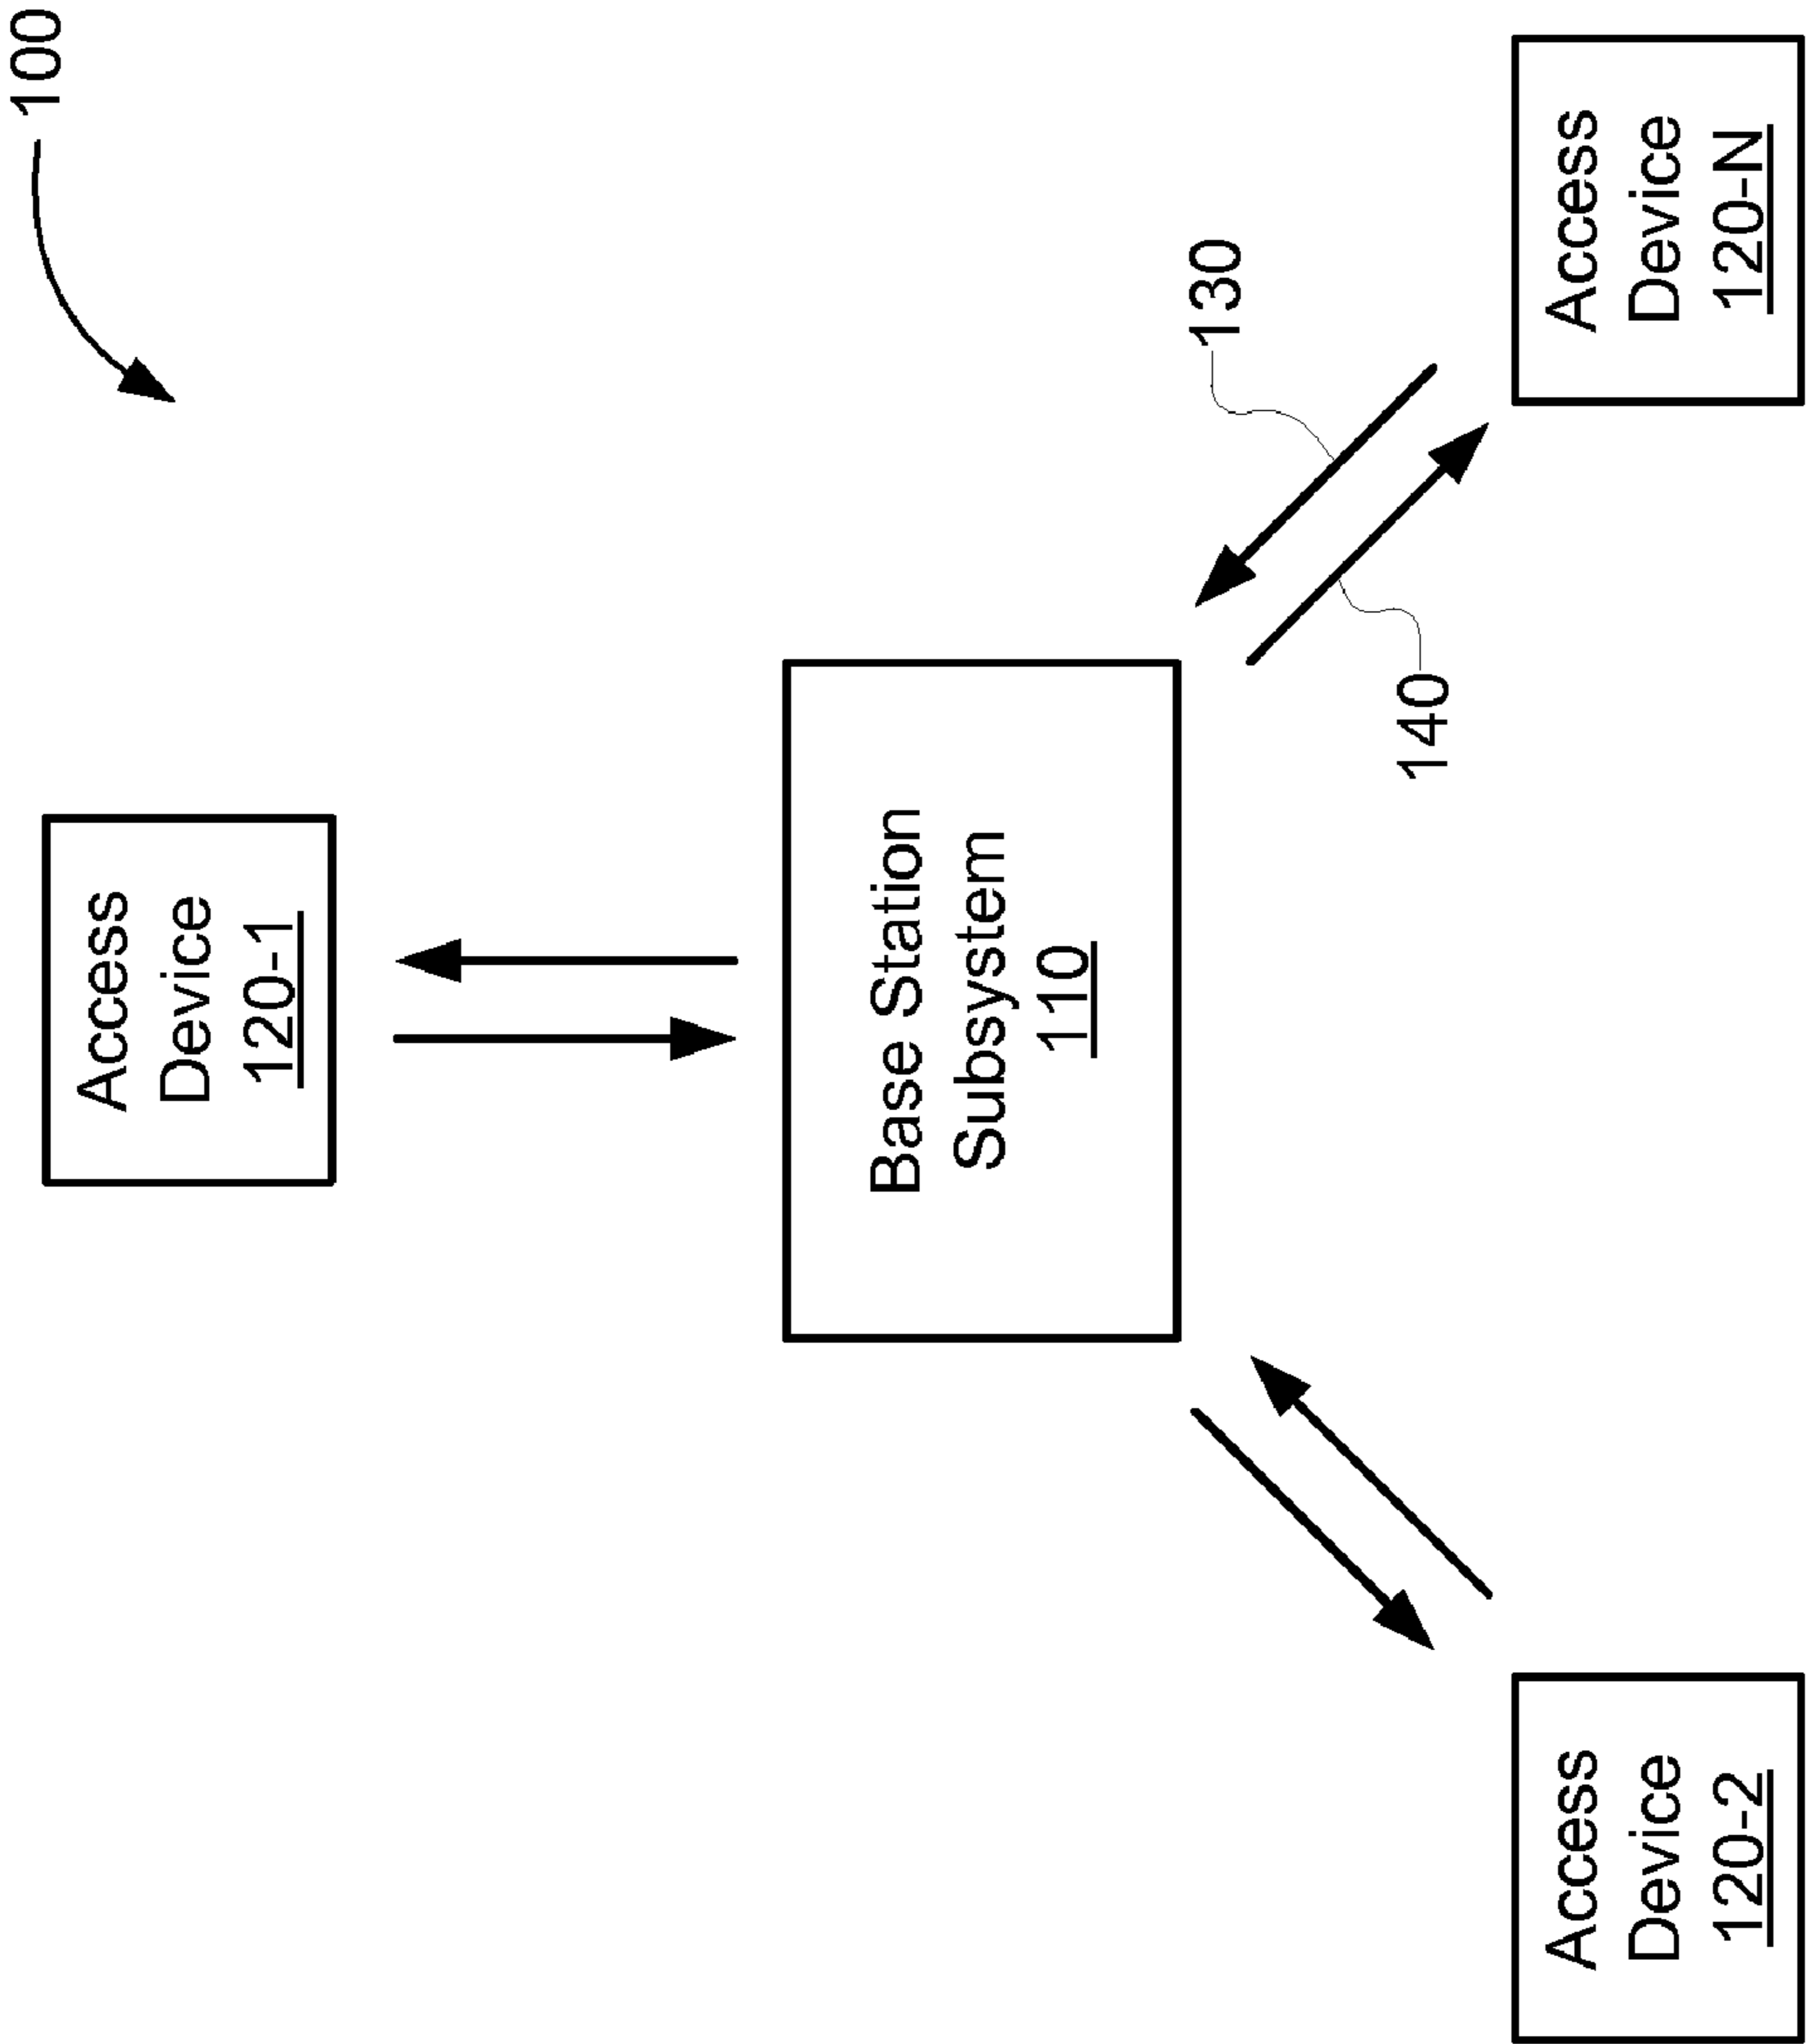 100
Access
Device
120-1
Base Station
Subsystem
110
130
140
Access
Device
120-2
Access
Device
120-N